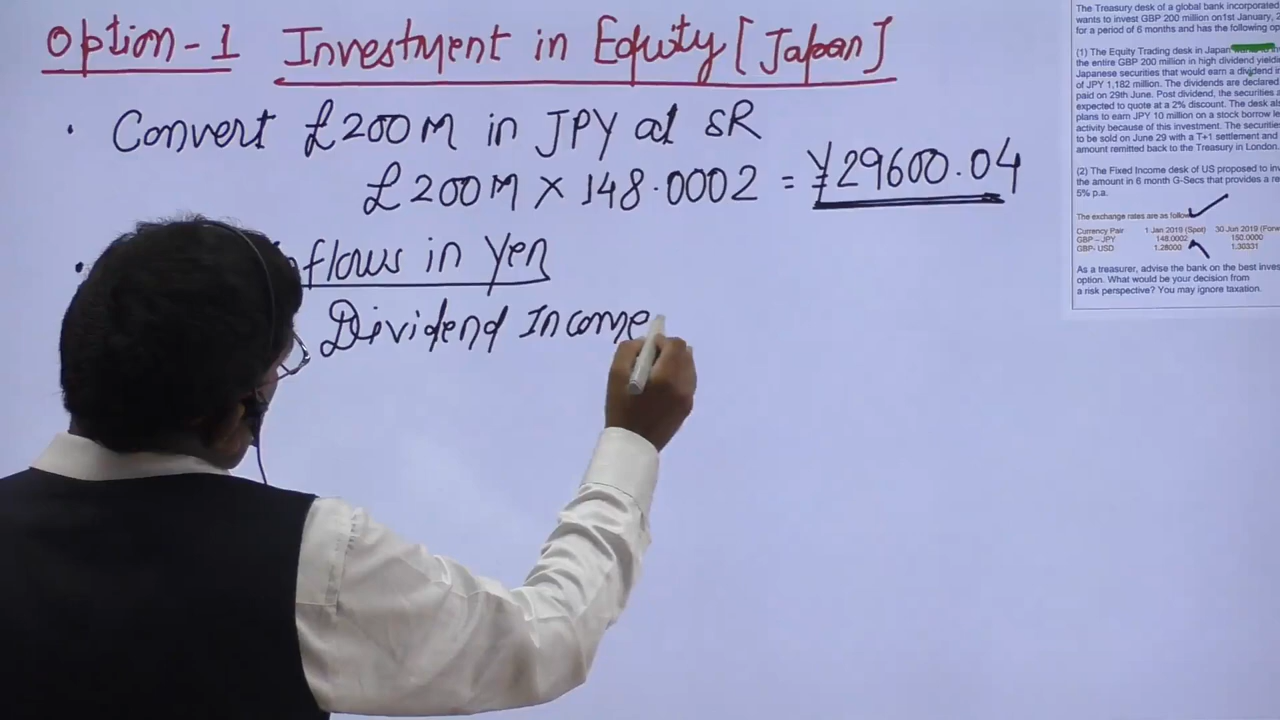 Option-1 Investment in Equity [Japan]
· Convert £200M in JPY at SR
£200M × 148.0002 = ¥29600.04
· flows in Yen
Dividend Income
The Treasury desk of a global bank incorporated
wants to invest GBP 200 million on1st January, 2
for a period of 6 months and has the following op
(1) The Equity Trading desk in Japan
the entire GBP 200 million in high dividend yieldi
Japanese securities that would earn a dividend in
of JPY 1,182 million. The dividends are declared
paid on 29th June. Post dividend, the securities a
expected to quote at a 2% discount. The desk al
plans to earn JPY 10 million on a stock borrow le
activity because of this investment. The securitie
to be sold on June 29 with a T+1 settlement and
amount remitted back to the Treasury in London.
(2) The Fixed Income desk of US proposed to inv
the amount in 6 month G-Secs that provides a re
5% p.a.
The exchange rates are as follow
Currency Pair 1 Jan 2019 (Spot) 30 Jun 2019 (Forw
GBP – JPY 148.0002 150.0000
GBP- USD 1.28000 1.30331
As a treasurer, advise the bank on the best inves
option. What would be your decision from
a risk perspective? You may ignore taxation.